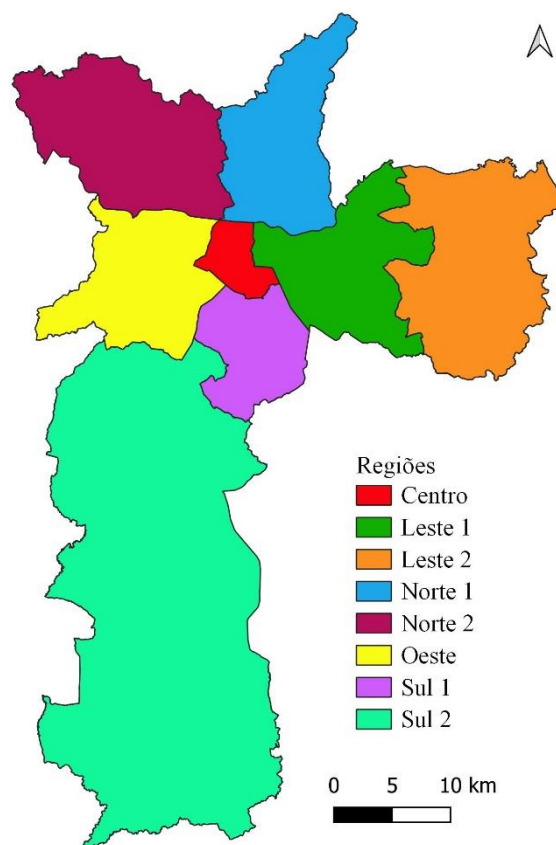 Regiões
Centro
Leste 1
Leste 2
Norte 1
Norte 2
Oeste
Sul 1
Sul 2
0 5 10 km